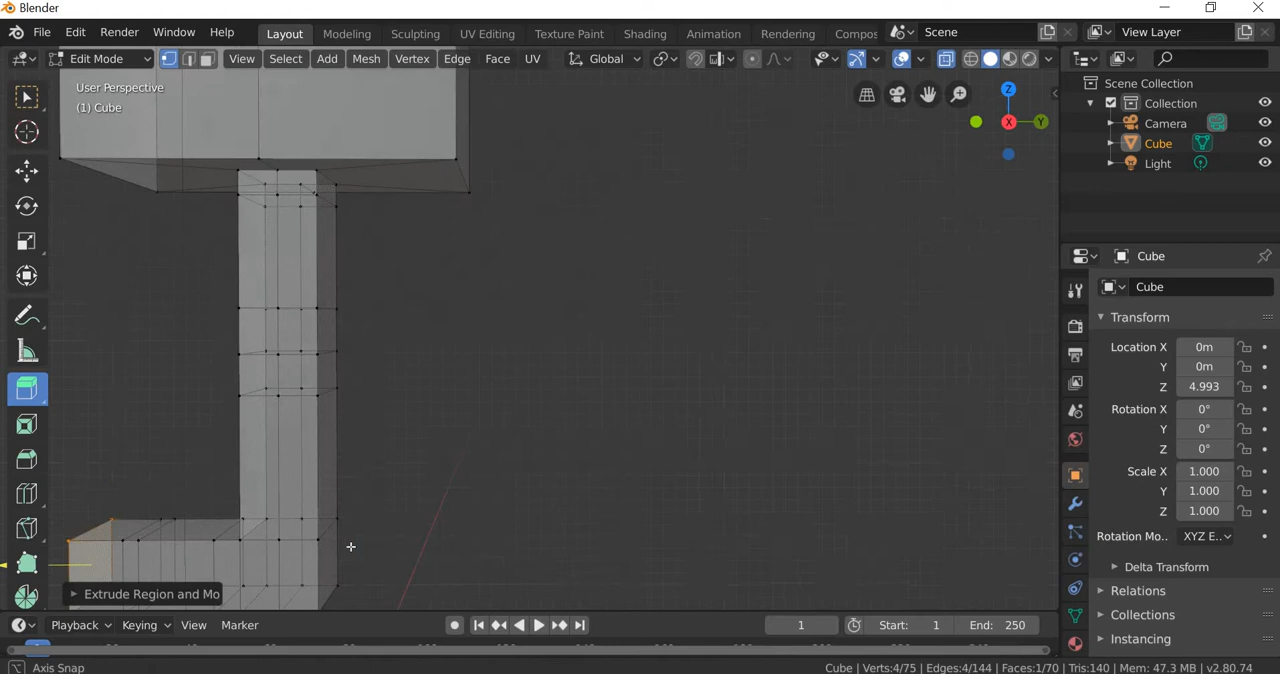 Blender
File Edit Render Window Help Layout Modeling Sculpting UV Editing Texture Paint Shading Animation Rendering Compos Scene View Layer
Edit Mode View Select Add Mesh Vertex Edge Face UV Global
User Perspective
(1) Cube
Z
X
Y
Scene Collection
Collection
Camera
Cube
Light
Cube
Cube
Transform
Location X 0m
Y 0m
Z 4.993
Rotation X 0°
Y 0°
Z 0°
Scale X 1.000
Y 1.000
Z 1.000
Rotation Mo.. XYZ E..
Delta Transform
Relations
Collections
Instancing
Extrude Region and Mo
Playback Keying View Marker 1 Start: 1 End: 250
Axis Snap Cube | Verts:4/75 | Edges:4/144 | Faces:1/70 | Tris:140 | Mem: 47.3 MB | v2.80.74